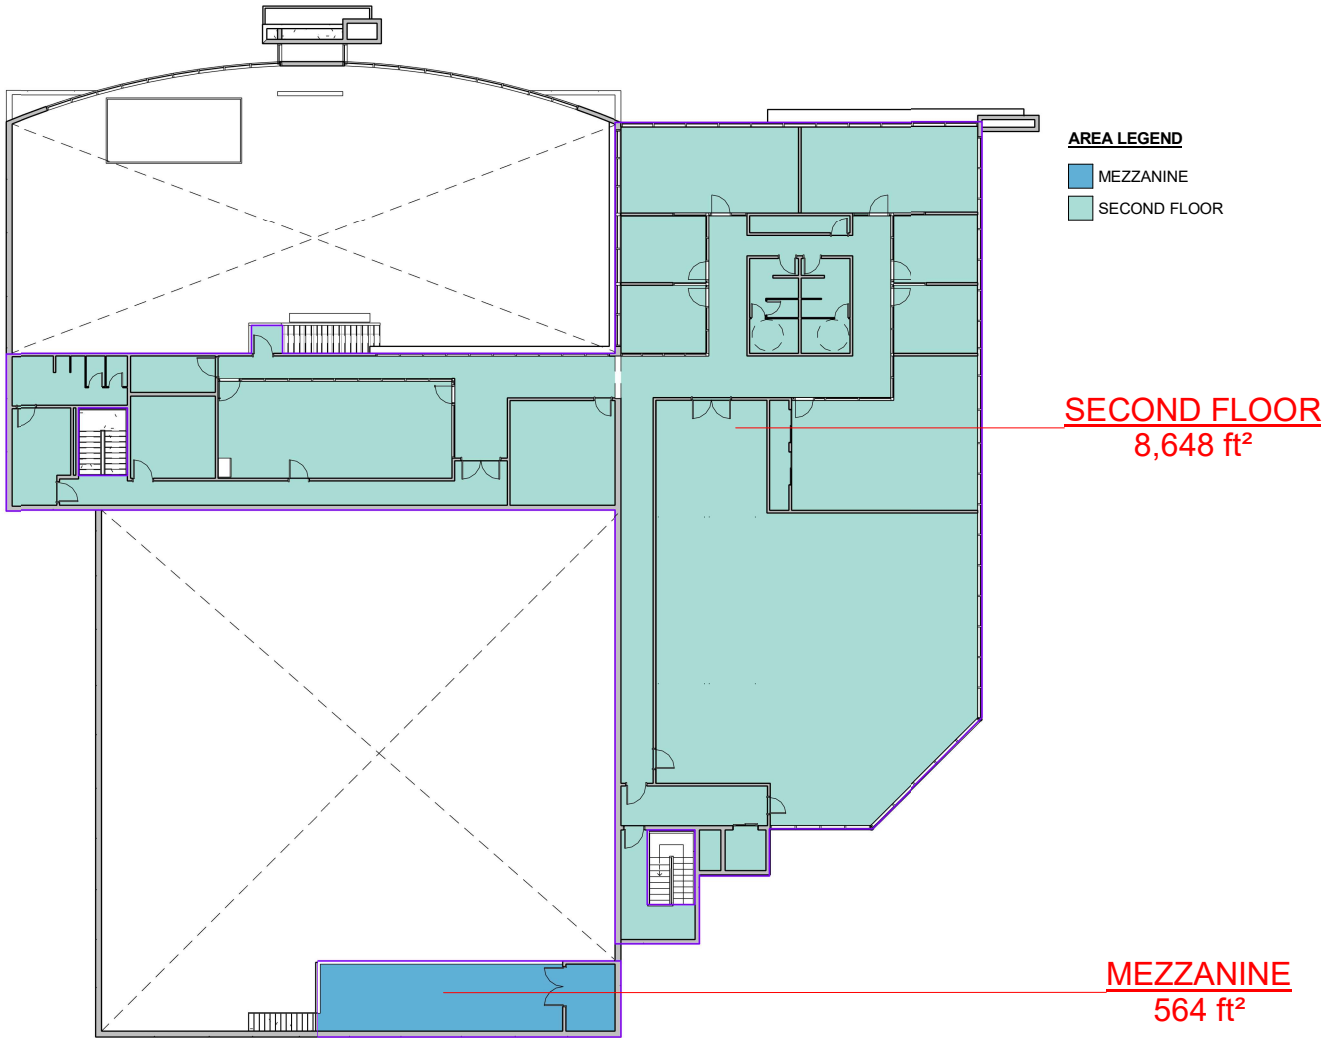 AREA LEGEND
MEZZANINE
SECOND FLOOR
SECOND FLOOR
8,648 ft²
MEZZANINE
564 ft²